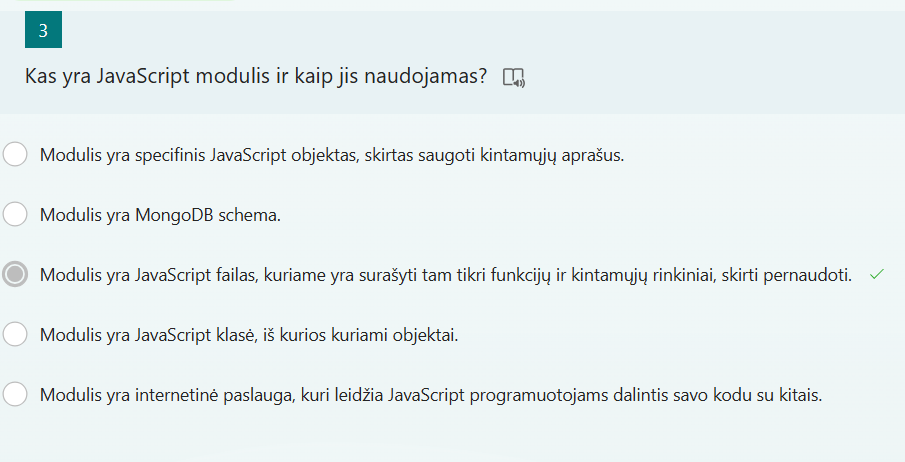 3
Kas yra JavaScript modulis ir kaip jis naudojamas?
Modulis yra specifinis JavaScript objektas, skirtas saugoti kintamųjų aprašus.
Modulis yra MongoDB schema.
Modulis yra JavaScript failas, kuriame yra surašyti tam tikri funkcijų ir kintamųjų rinkiniai, skirti pernaudoti.
Modulis yra JavaScript klasė, iš kurios kuriami objektai.
Modulis yra internetinė paslauga, kuri leidžia JavaScript programuotojams dalintis savo kodu su kitais.